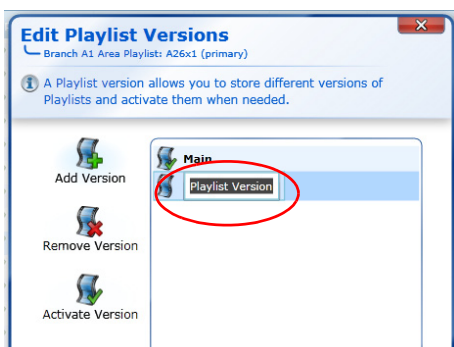 Edit Playlist Versions
Branch A1 Area Playlist: A26x1 (primary)
A Playlist version allows you to store different versions of
Playlists and activate them when needed.
Add Version
Remove Version
Activate Version
Main
Playlist Version